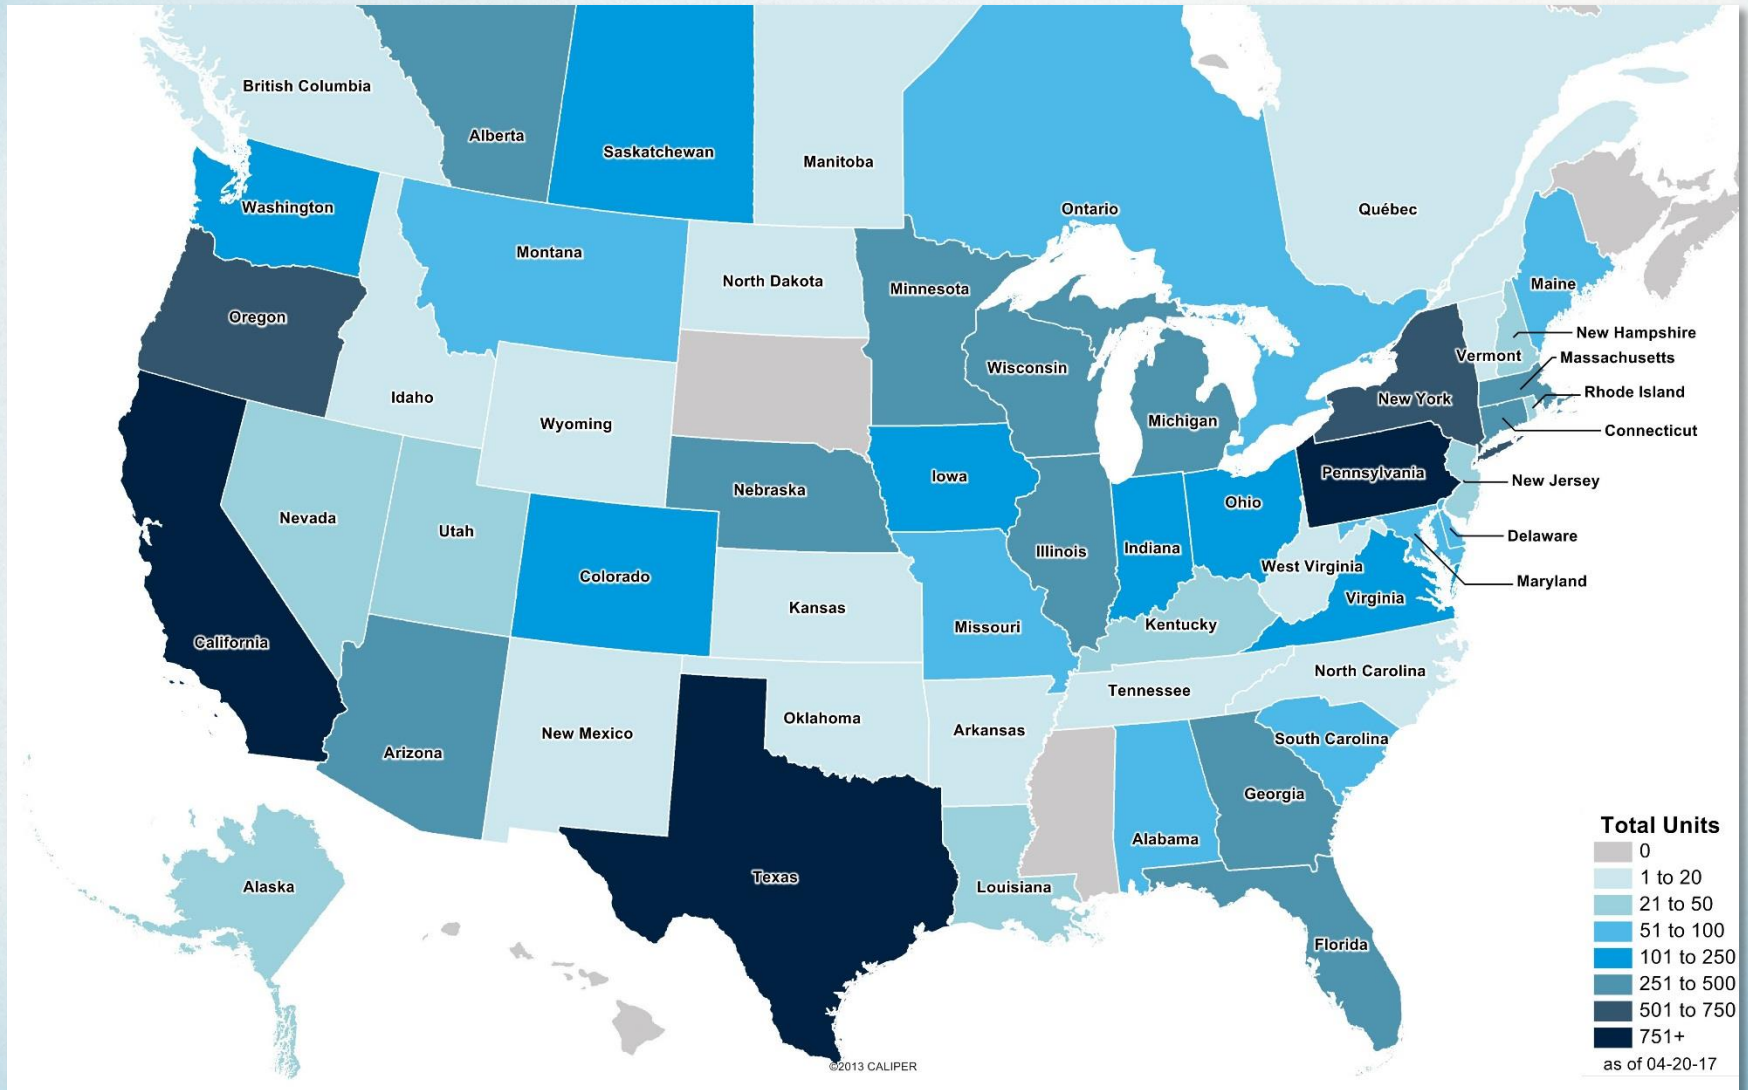 British Columbia
Alberta
Saskatchewan
Manitoba
Ontario
Québec
Washington
Montana
North Dakota
Minnesota
Maine
Oregon
New Hampshire
Vermont
Massachusetts
Wisconsin
Rhode Island
Idaho
New York
Wyoming
Michigan
Connecticut
Pennsylvania
Iowa
New Jersey
Nebraska
Ohio
Nevada
Utah
Delaware
Illinois
Indiana
West Virginia
Colorado
Maryland
Virginia
Kansas
Missouri
Kentucky
California
North Carolina
Tennessee
Oklahoma
Arkansas
New Mexico
South Carolina
Arizona
Georgia
Alabama
Texas
Louisiana
Alaska
Florida
Total Units
0
1 to 20
21 to 50
51 to 100
101 to 250
251 to 500
501 to 750
751+
as of 04-20-17
©2013 CALIPER